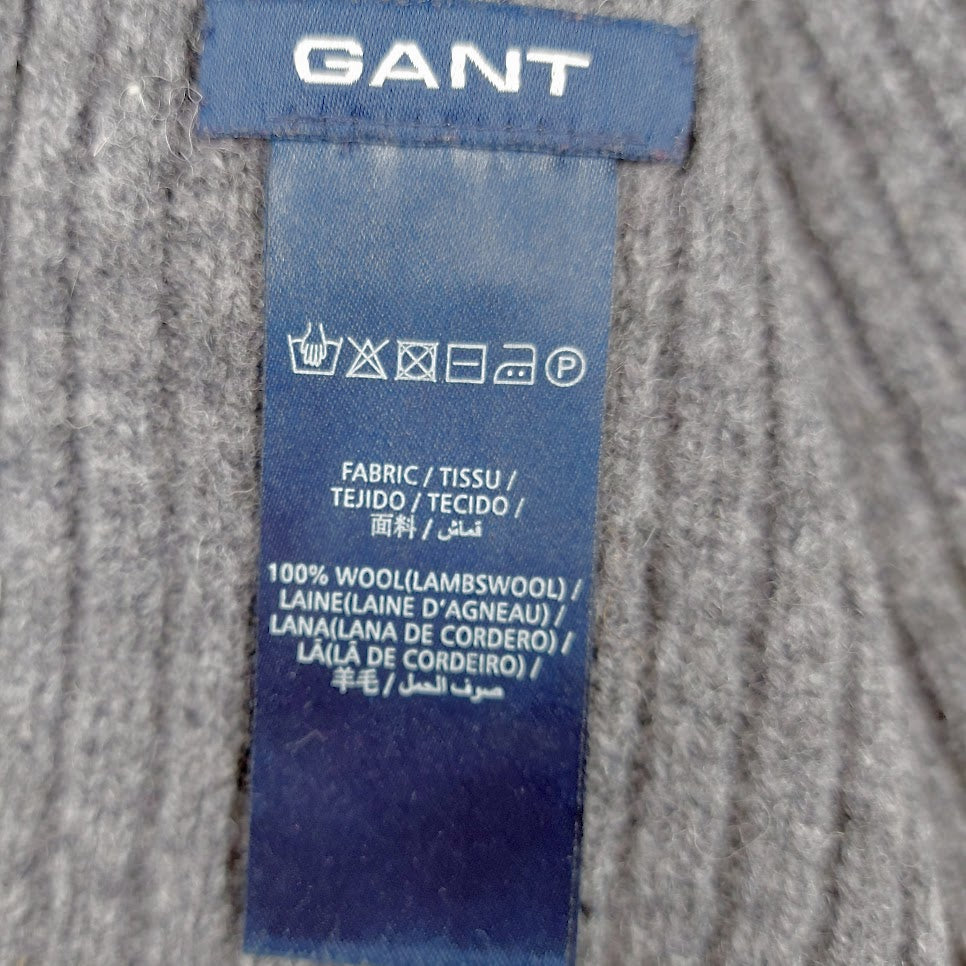 GANT
P
FABRIC / TISSU /
TEJIDO / TECIDO /
面料 / قماش
100% WOOL(LAMBSWOOL) /
LAINE(LAINE D'AGNEAU) /
LANA(LANA DE CORDERO) /
LÃ(LÃ DE CORDEIRO) /
羊毛 / صوف الحمل